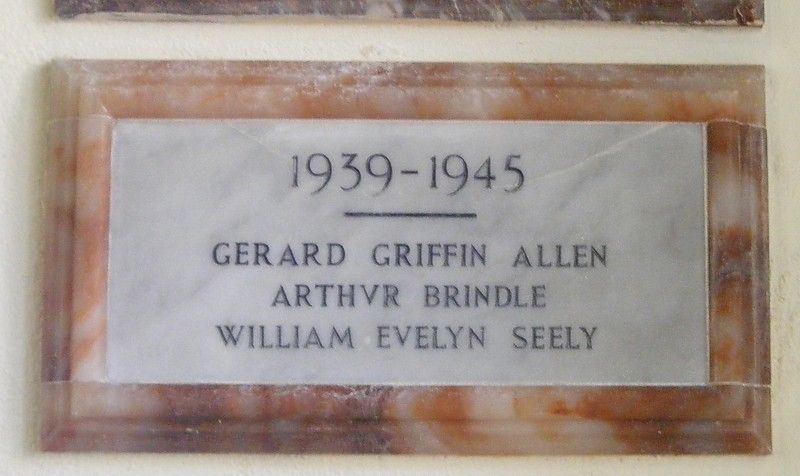 1939-1945
GERARD GRIFFIN ALLEN
ARTHVR BRINDLE
WILLIAM EVELYN SEELY